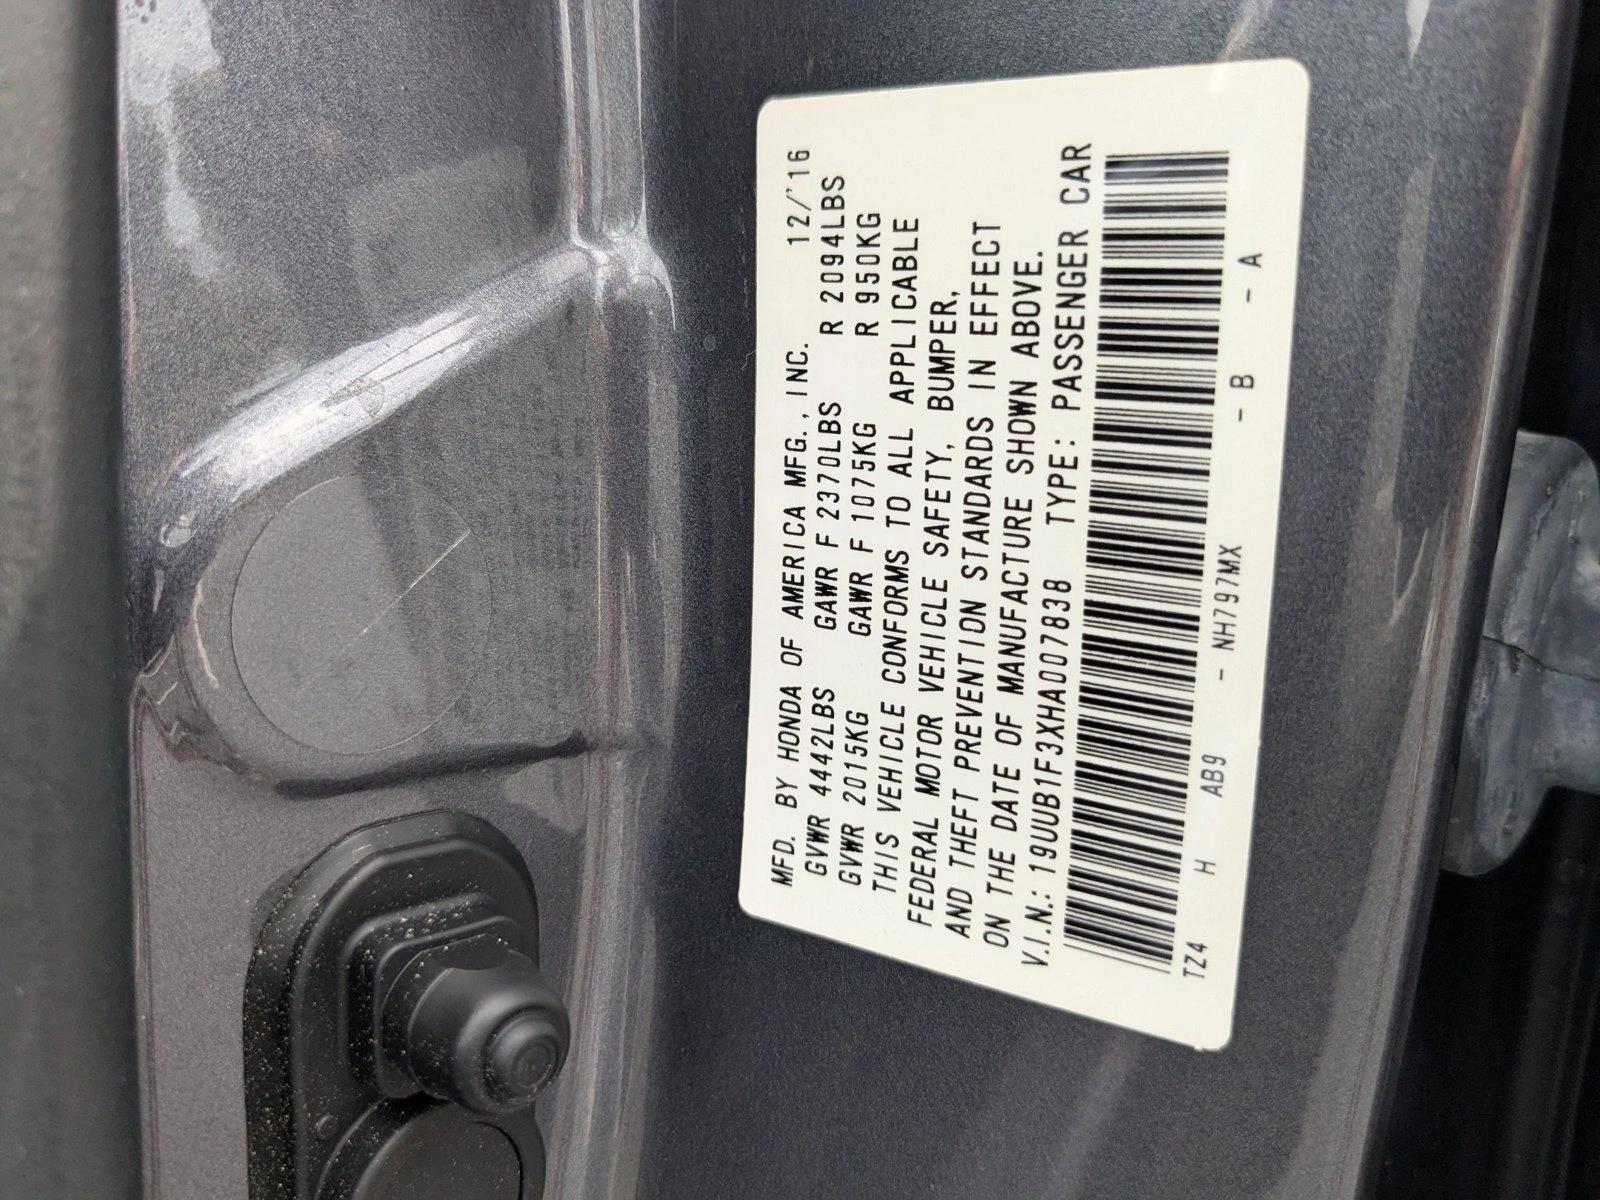 MFD. BY HONDA OF AMERICA MFG., INC. 12/'16
GVWR 4442LBS GAWR F 2370LBS R 2094LBS
GVWR 2015KG GAWR F 1075KG R 950KG
THIS VEHICLE CONFORMS TO ALL APPLICABLE
FEDERAL MOTOR VEHICLE SAFETY, BUMPER,
AND THEFT PREVENTION STANDARDS IN EFFECT
ON THE DATE OF MANUFACTURE SHOWN ABOVE.
V.I.N.: 19UUB1F3XHA007838 TYPE: PASSENGER CAR
TZ4 H AB9 - NH797MX - B - A